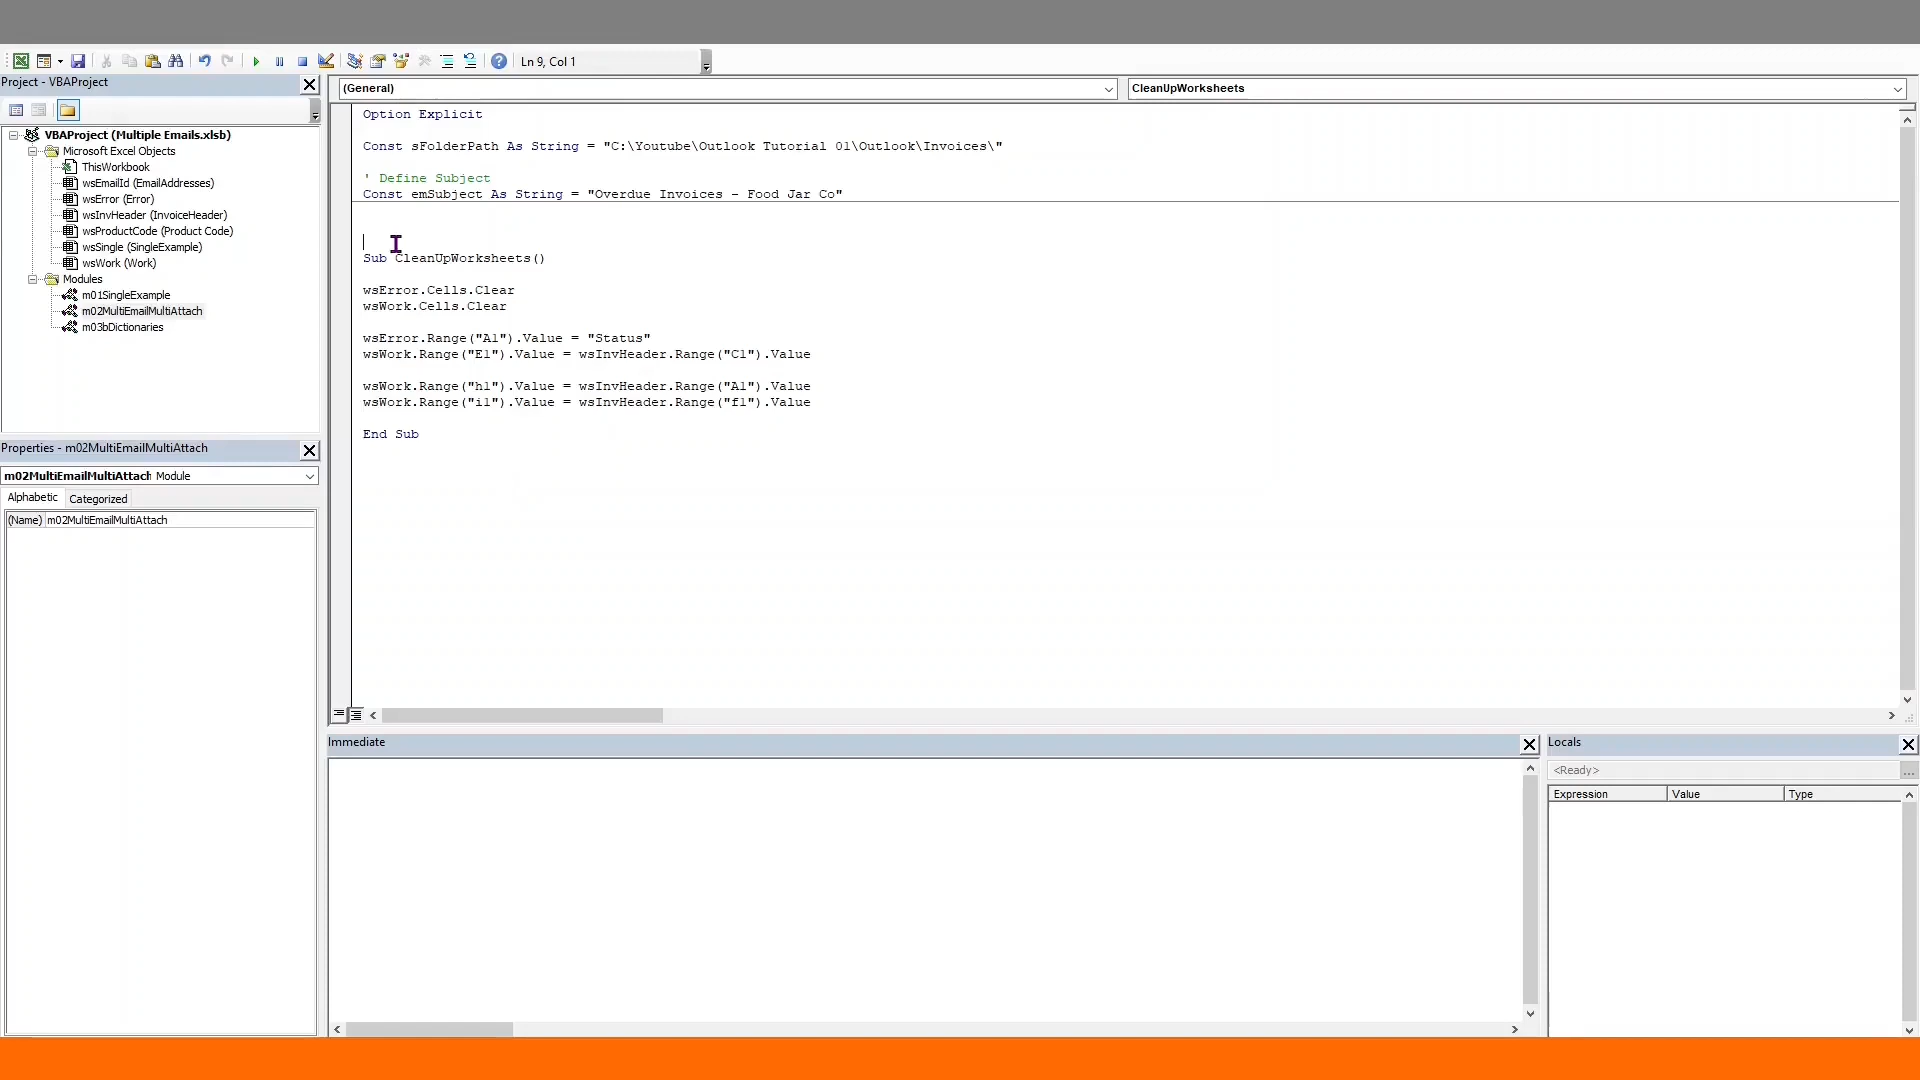 Ln 9, Col 1
Project - VBAProject
VBAProject (Multiple Emails.xlsb)
Microsoft Excel Objects
ThisWorkbook
wsEmailId (EmailAddresses)
wsError (Error)
wsInvHeader (InvoiceHeader)
wsProductCode (Product Code)
wsSingle (SingleExample)
wsWork (Work)
Modules
m01SingleExample
m02MultiEmailMultiAttach
m03bDictionaries
Properties - m02MultiEmailMultiAttach
m02MultiEmailMultiAttach Module
Alphabetic Categorized
(Name) m02MultiEmailMultiAttach
(General) CleanUpWorksheets
Option Explicit
Const sFolderPath As String = "C:\Youtube\Outlook Tutorial 01\Outlook\Invoices\"
' Define Subject
Const emSubject As String = "Overdue Invoices - Food Jar Co"
Sub CleanUpWorksheets()
wsError.Cells.Clear
wsWork.Cells.Clear
wsError.Range("A1").Value = "Status"
wsWork.Range("E1").Value = wsInvHeader.Range("C1").Value
wsWork.Range("h1").Value = wsInvHeader.Range("A1").Value
wsWork.Range("i1").Value = wsInvHeader.Range("f1").Value
End Sub
Immediate
Locals
<Ready>
Expression Value Type